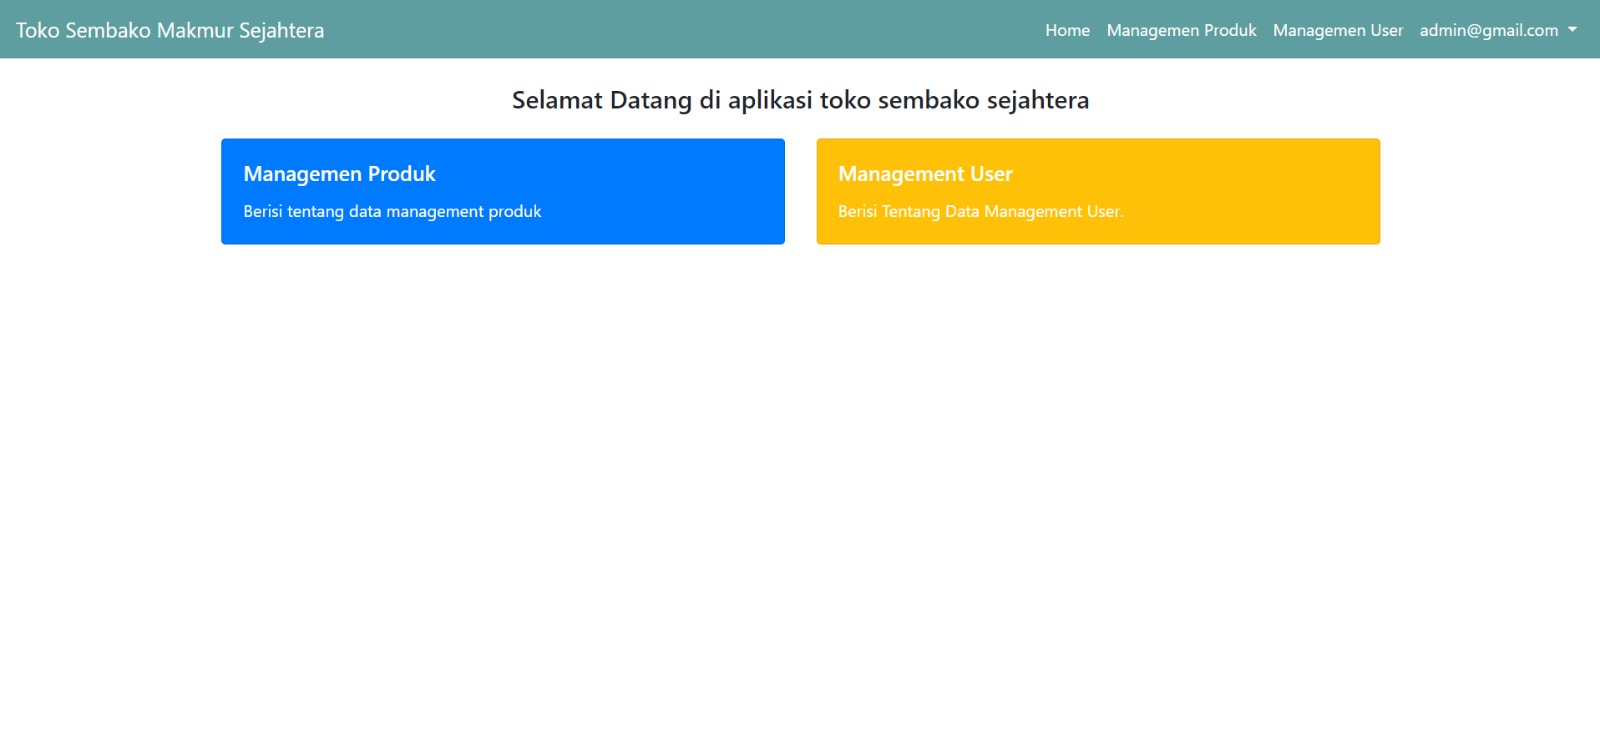 Toko Sembako Makmur Sejahtera
Home Managemen Produk Managemen User admin@gmail.com
Selamat Datang di aplikasi toko sembako sejahtera
Managemen Produk
Berisi tentang data management produk
Management User
Berisi Tentang Data Management User.